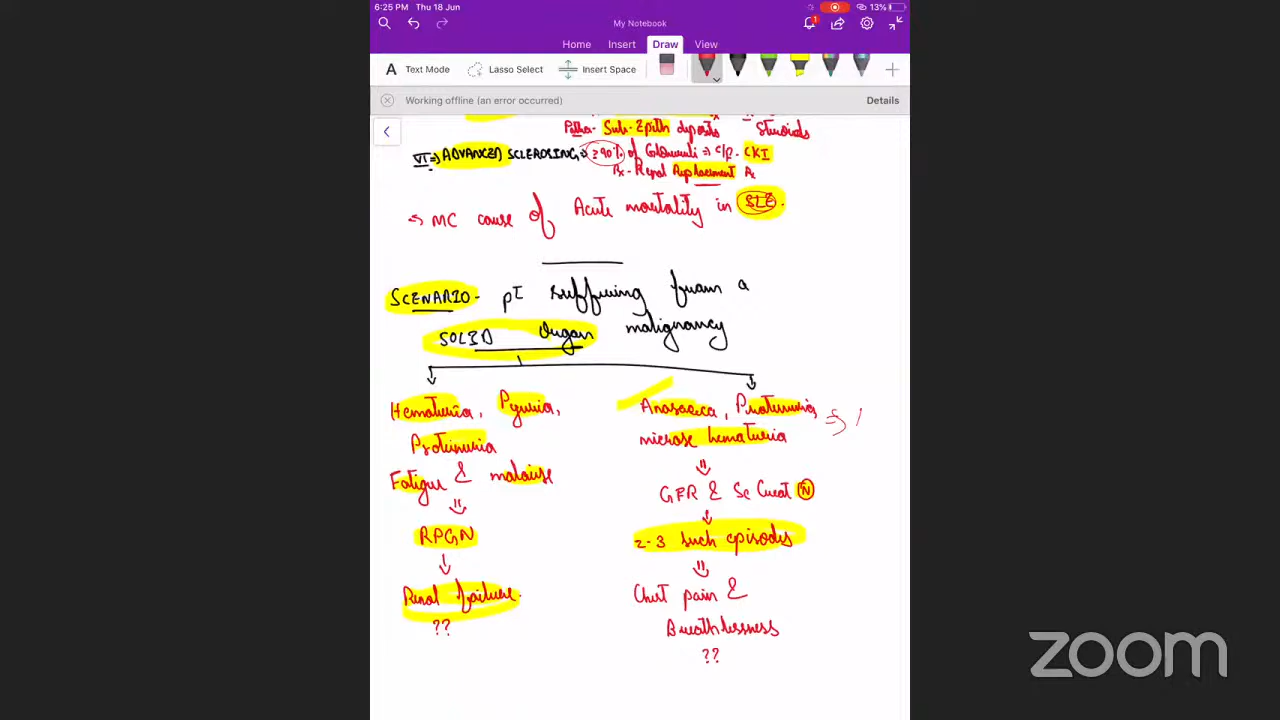 6:25 PM Thu 18 Jun
13%
My Notebook
1
Home Insert Draw View
A Text Mode Lasso Select Insert Space
Working offline (an error occurred) Details
Patho- Sub-Epith deposits Steroids
VI => ADVANCED SCLEROSING => ≥90% of Glomeruli => C/F- CKI
Rx- Renal Replacement Rx
=> MC cause of Acute mortality in SLE.
SCENARIO - pt suffering from a
SOLID Organ malignancy
Hematuria, Pyuria,
Proteinuria
Fatigue & malaise
RPGN
Renal failure.
??
Anasarca, Proteinuria =>
microsc hematuria
GFR & Sc Creat N
2-3 such episodes
Chest pain &
Breathlessness
??
zoom